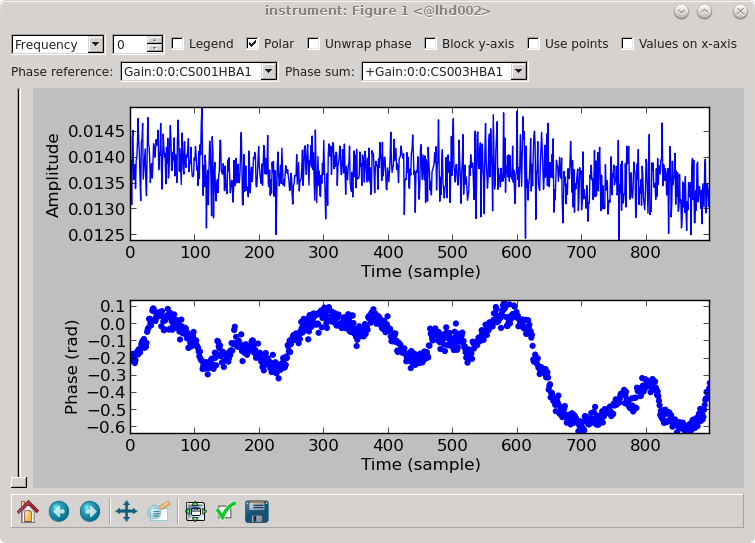 instrument: Figure 1 <@lhd002>
Frequency 0 Legend Polar Unwrap phase Block y-axis Use points Values on x-axis
Phase reference: Gain:0:0:CS001HBA1 Phase sum: +Gain:0:0:CS003HBA1
Amplitude
0.0145
0.0140
0.0135
0.0130
0.0125
0 100 200 300 400 500 600 700 800
Time (sample)
Phase (rad)
0.1
0.0
−0.1
−0.2
−0.3
−0.4
−0.5
−0.6
0 100 200 300 400 500 600 700 800
Time (sample)